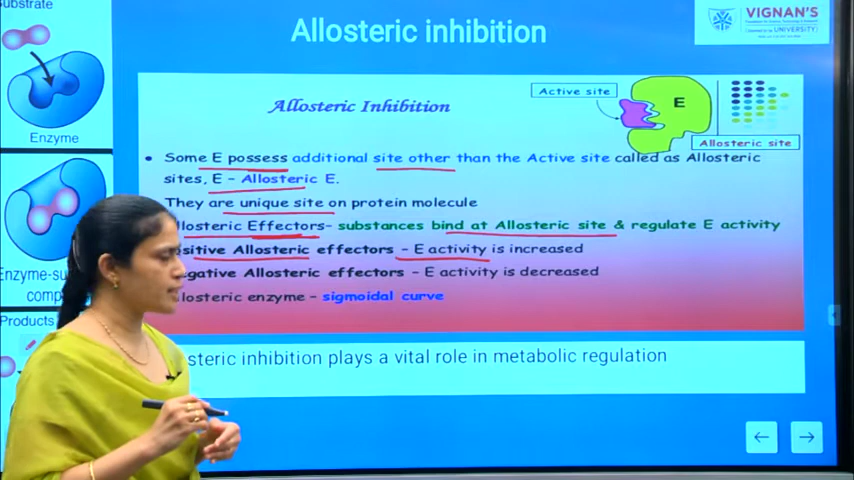 Substrate
Enzyme
Enzyme-su
comp
Products
Allosteric inhibition
VIGNAN'S
UNIVERSITY
Allosteric Inhibition
Active site
E
Allosteric site
• Some E possess additional site other than the Active site called as Allosteric
sites, E - Allosteric E.
They are unique site on protein molecule
llosteric Effectors- substances bind at Allosteric site & regulate E activity
sitive Allosteric effectors - E activity is increased
egative Allosteric effectors - E activity is decreased
losteric enzyme - sigmoidal curve
steric inhibition plays a vital role in metabolic regulation